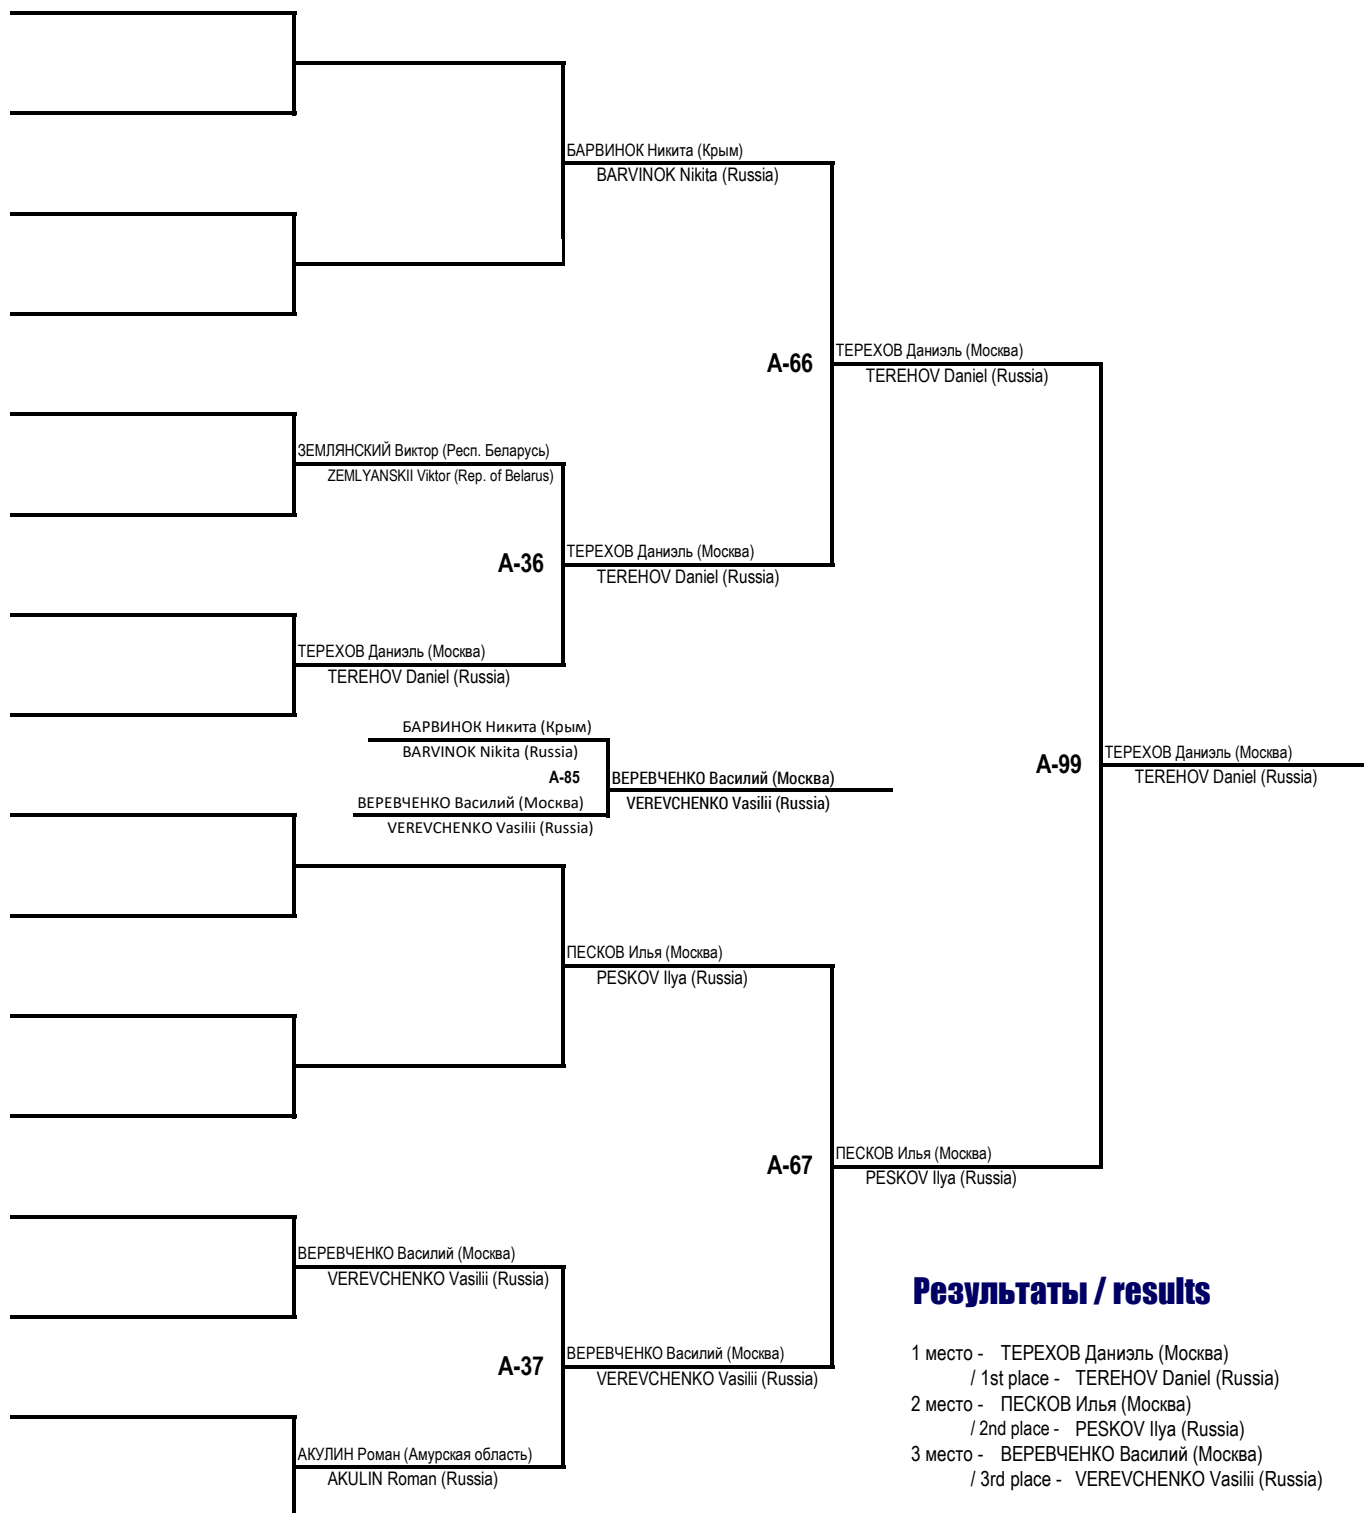 БАРВИНОК Никита (Крым)
BARVINOK Nikita (Russia)
A-66
ТЕРЕХОВ Даниэль (Москва)
TEREHOV Daniel (Russia)
ЗЕМЛЯНСКИЙ Виктор (Респ. Беларусь)
ZEMLYANSKII Viktor (Rep. of Belarus)
A-36
ТЕРЕХОВ Даниэль (Москва)
TEREHOV Daniel (Russia)
ТЕРЕХОВ Даниэль (Москва)
TEREHOV Daniel (Russia)
БАРВИНОК Никита (Крым)
BARVINOK Nikita (Russia)
A-85
ВЕРЕВЧЕНКО Василий (Москва)
VEREVCHENKO Vasilii (Russia)
ВЕРЕВЧЕНКО Василий (Москва)
VEREVCHENKO Vasilii (Russia)
A-99
ТЕРЕХОВ Даниэль (Москва)
TEREHOV Daniel (Russia)
ПЕСКОВ Илья (Москва)
PESKOV Ilya (Russia)
A-67
ПЕСКОВ Илья (Москва)
PESKOV Ilya (Russia)
ВЕРЕВЧЕНКО Василий (Москва)
VEREVCHENKO Vasilii (Russia)
A-37
ВЕРЕВЧЕНКО Василий (Москва)
VEREVCHENKO Vasilii (Russia)
АКУЛИН Роман (Амурская область)
AKULIN Roman (Russia)
Результаты / results
1 место - ТЕРЕХОВ Даниэль (Москва)
/ 1st place - TEREHOV Daniel (Russia)
2 место - ПЕСКОВ Илья (Москва)
/ 2nd place - PESKOV Ilya (Russia)
3 место - ВЕРЕВЧЕНКО Василий (Москва)
/ 3rd place - VEREVCHENKO Vasilii (Russia)